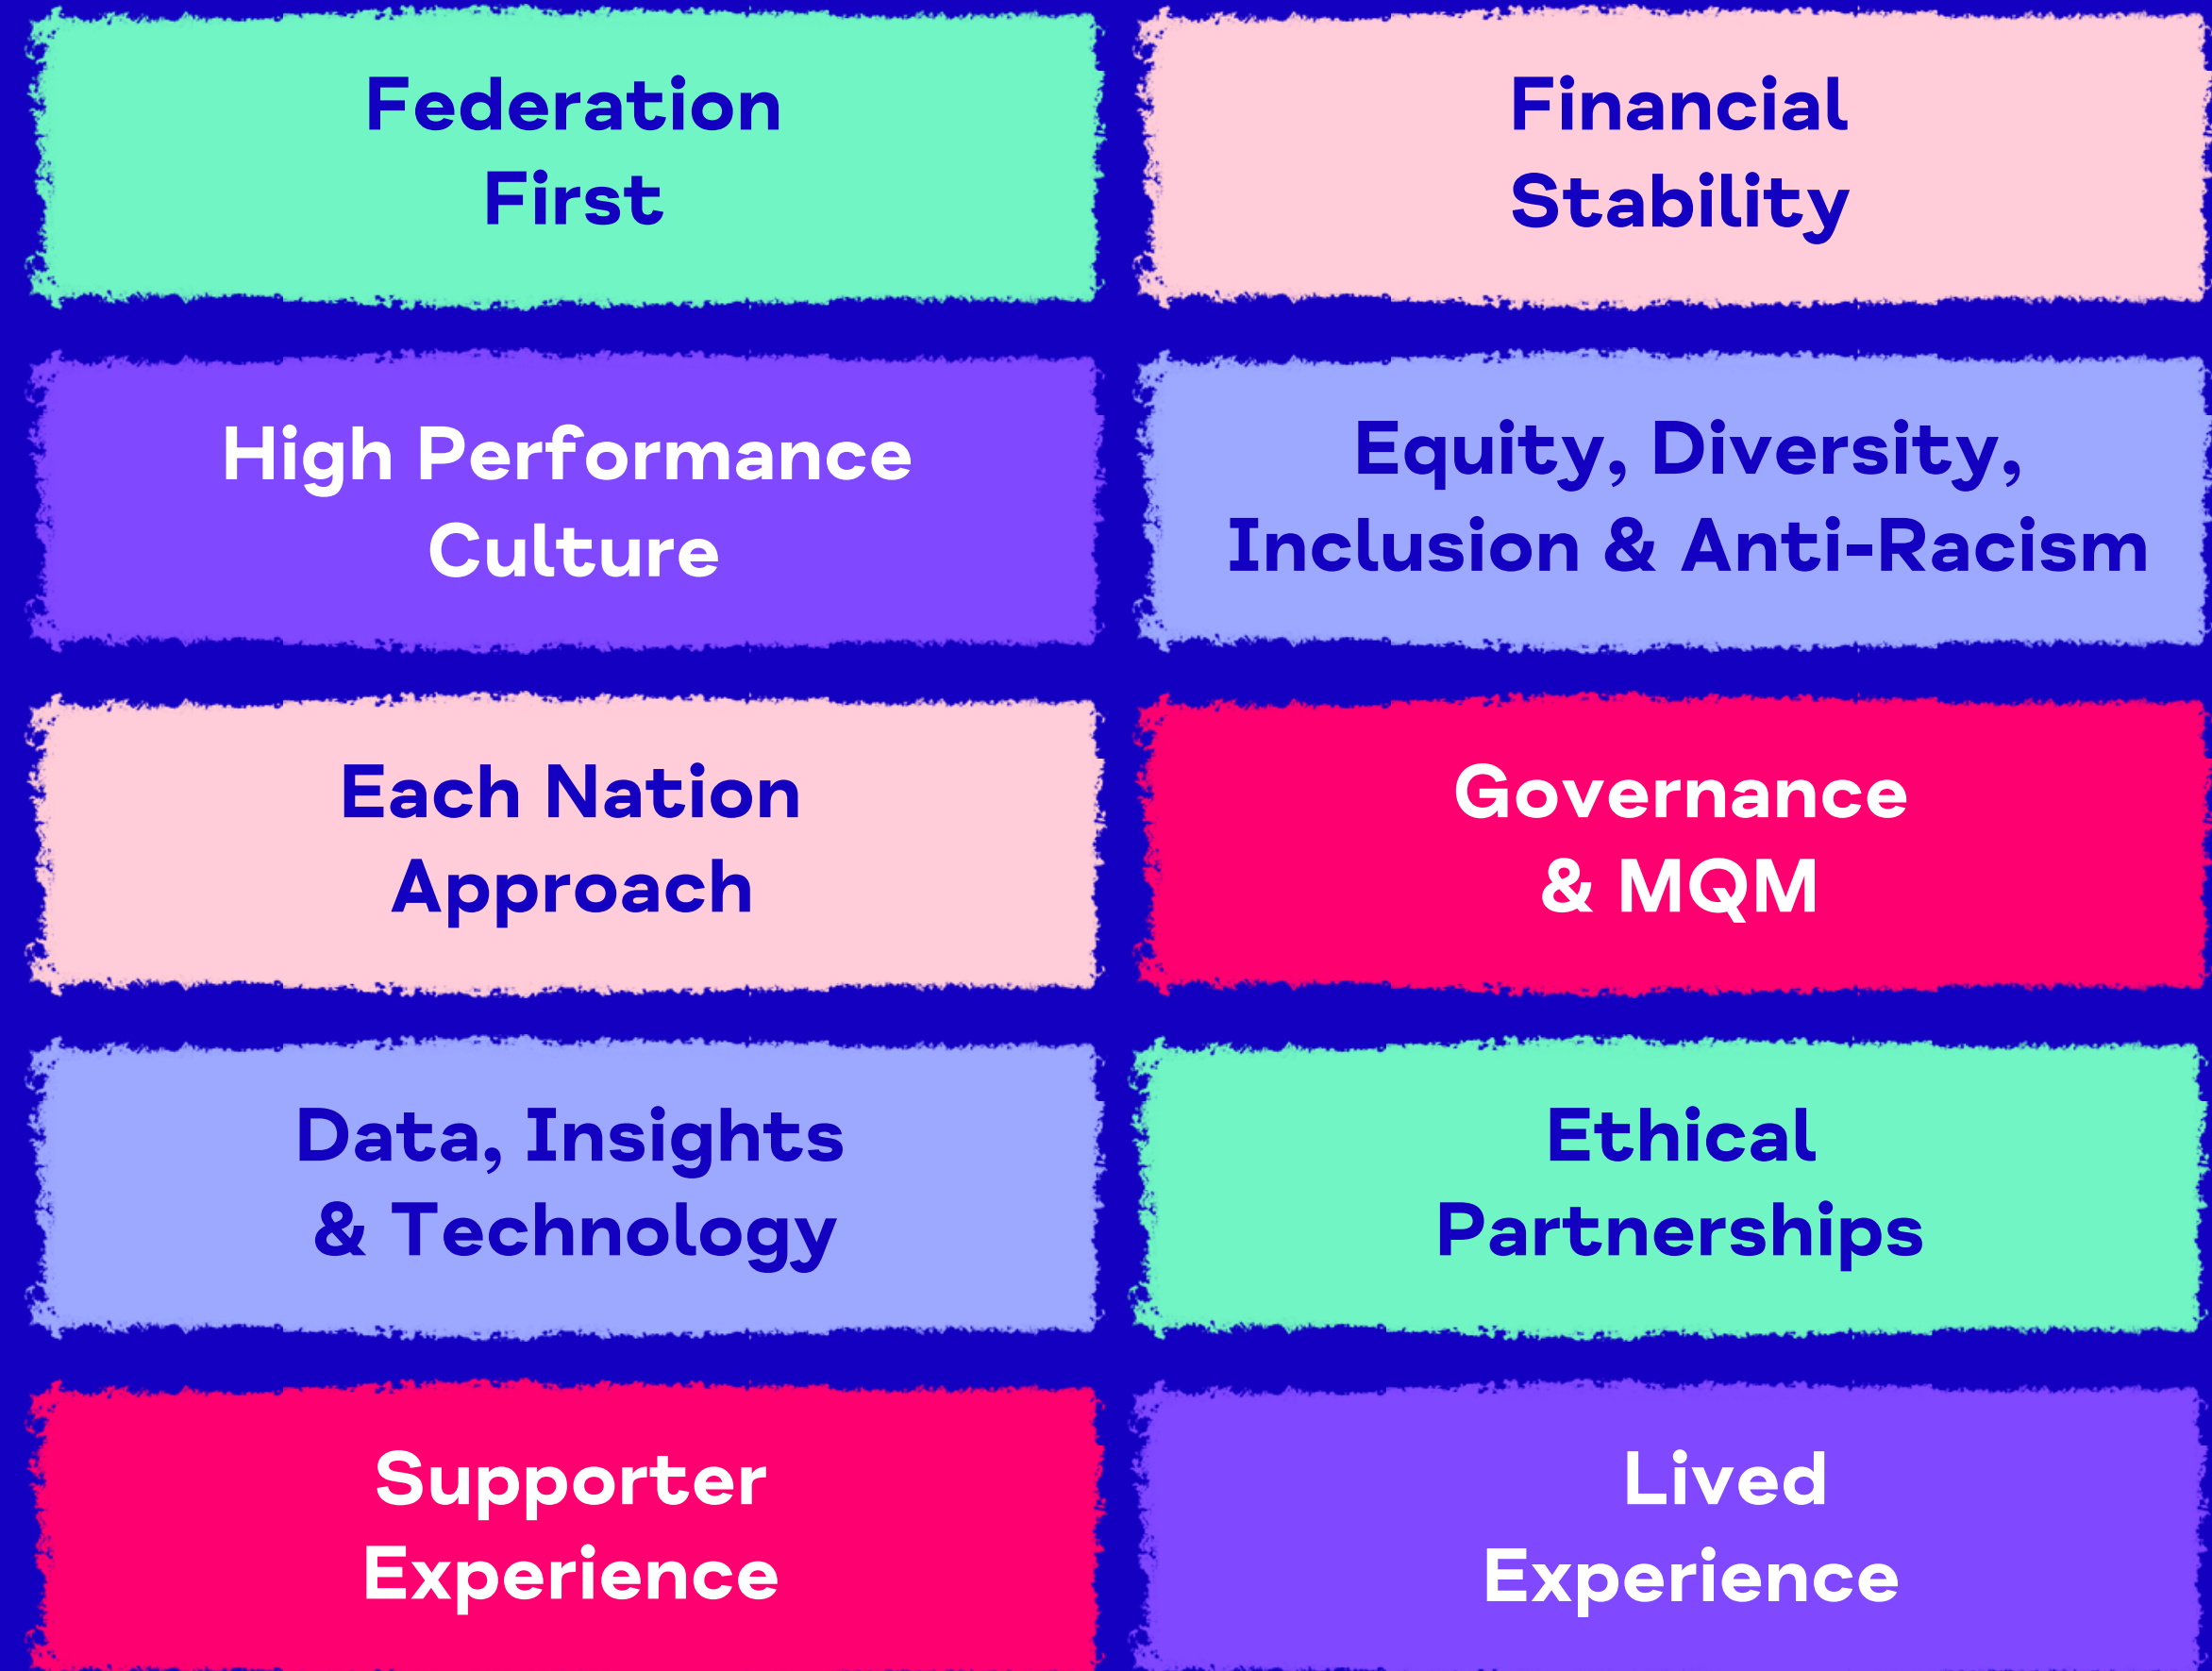 Federation
First
Financial
Stability
High Performance
Culture
Equity, Diversity,
Inclusion & Anti-Racism
Each Nation
Approach
Governance
& MQM
Data, Insights
& Technology
Ethical
Partnerships
Supporter
Experience
Lived
Experience